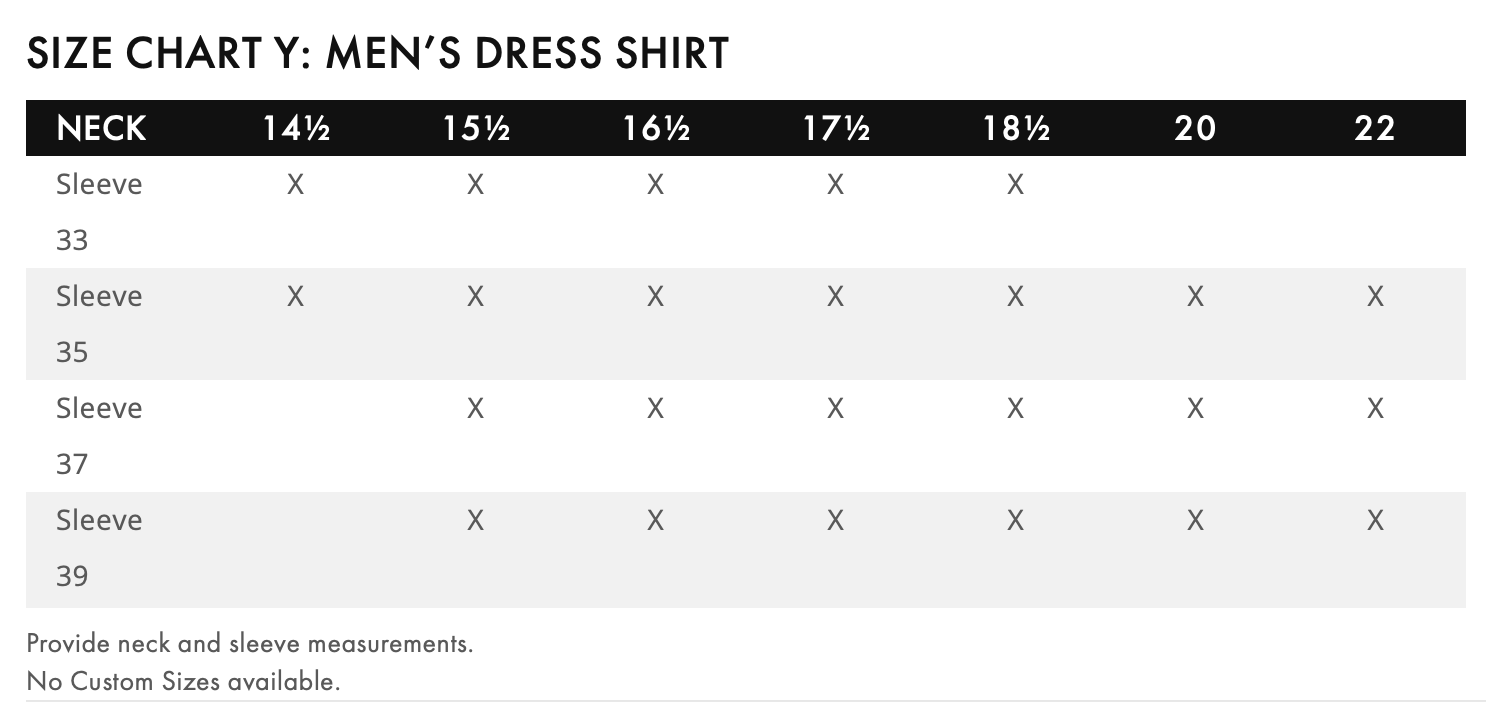 SIZE CHART Y: MEN’S DRESS SHIRT
NECK 14½ 15½ 16½ 17½ 18½ 20 22
Sleeve X X X X X
33
Sleeve X X X X X X X
35
Sleeve X X X X X X
37
Sleeve X X X X X X
39
Provide neck and sleeve measurements.
No Custom Sizes available.